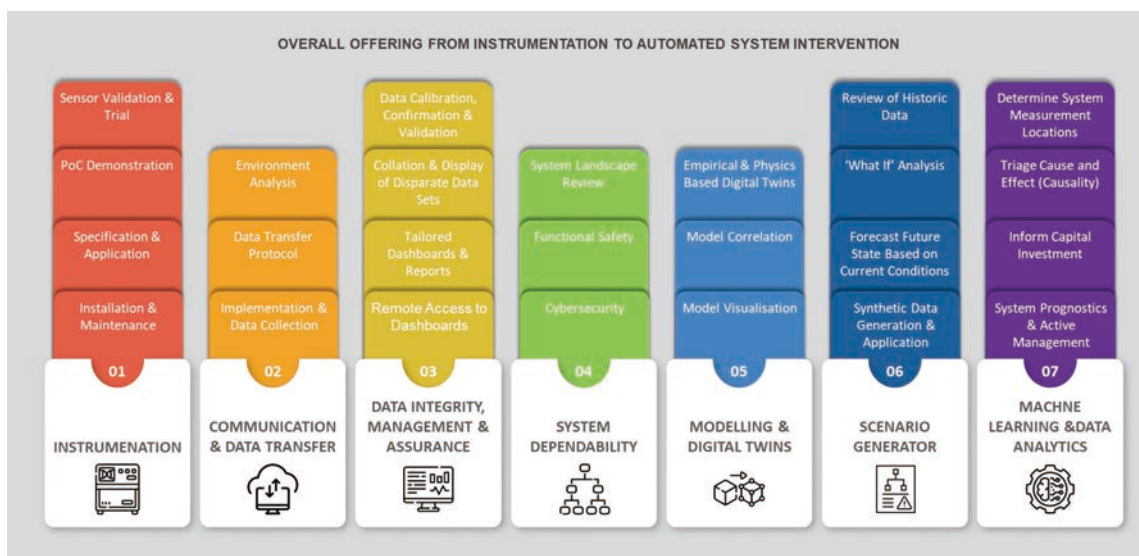 OVERALL OFFERING FROM INSTRUMENTATION TO AUTOMATED SYSTEM INTERVENTION
Sensor Validation &
Trial
PoC Demonstration
Specification &
Application
Installation &
Maintenance
01
INSTRUMENATION
Environment
Analysis
Data Transfer
Protocol
Implementation &
Data Collection
02
COMMUNICATION
& DATA TRANSFER
Data Calibration,
Confirmation &
Validation
Collation & Display
of Disparate Data
Sets
Tailored
Dashboards &
Reports
Remote Access to
Dashboards
03
DATA INTEGRITY,
MANAGEMENT &
ASSURANCE
System Landscape
Review
Functional Safety
Cybersecurity
04
SYSTEM
DEPENDABILITY
Empirical & Physics
Based Digital Twins
Model Correlation
Model Visualisation
05
MODELLING &
DIGITAL TWINS
Review of Historic
Data
'What If' Analysis
Forecast Future
State Based on
Current Conditions
Synthetic Data
Generation &
Application
06
SCENARIO
GENERATOR
Determine System
Measurement
Locations
Triage Cause and
Effect (Causality)
Inform Capital
Investment
System Prognostics
& Active
Management
07
MACHNE
LEARNING &DATA
ANALYTICS